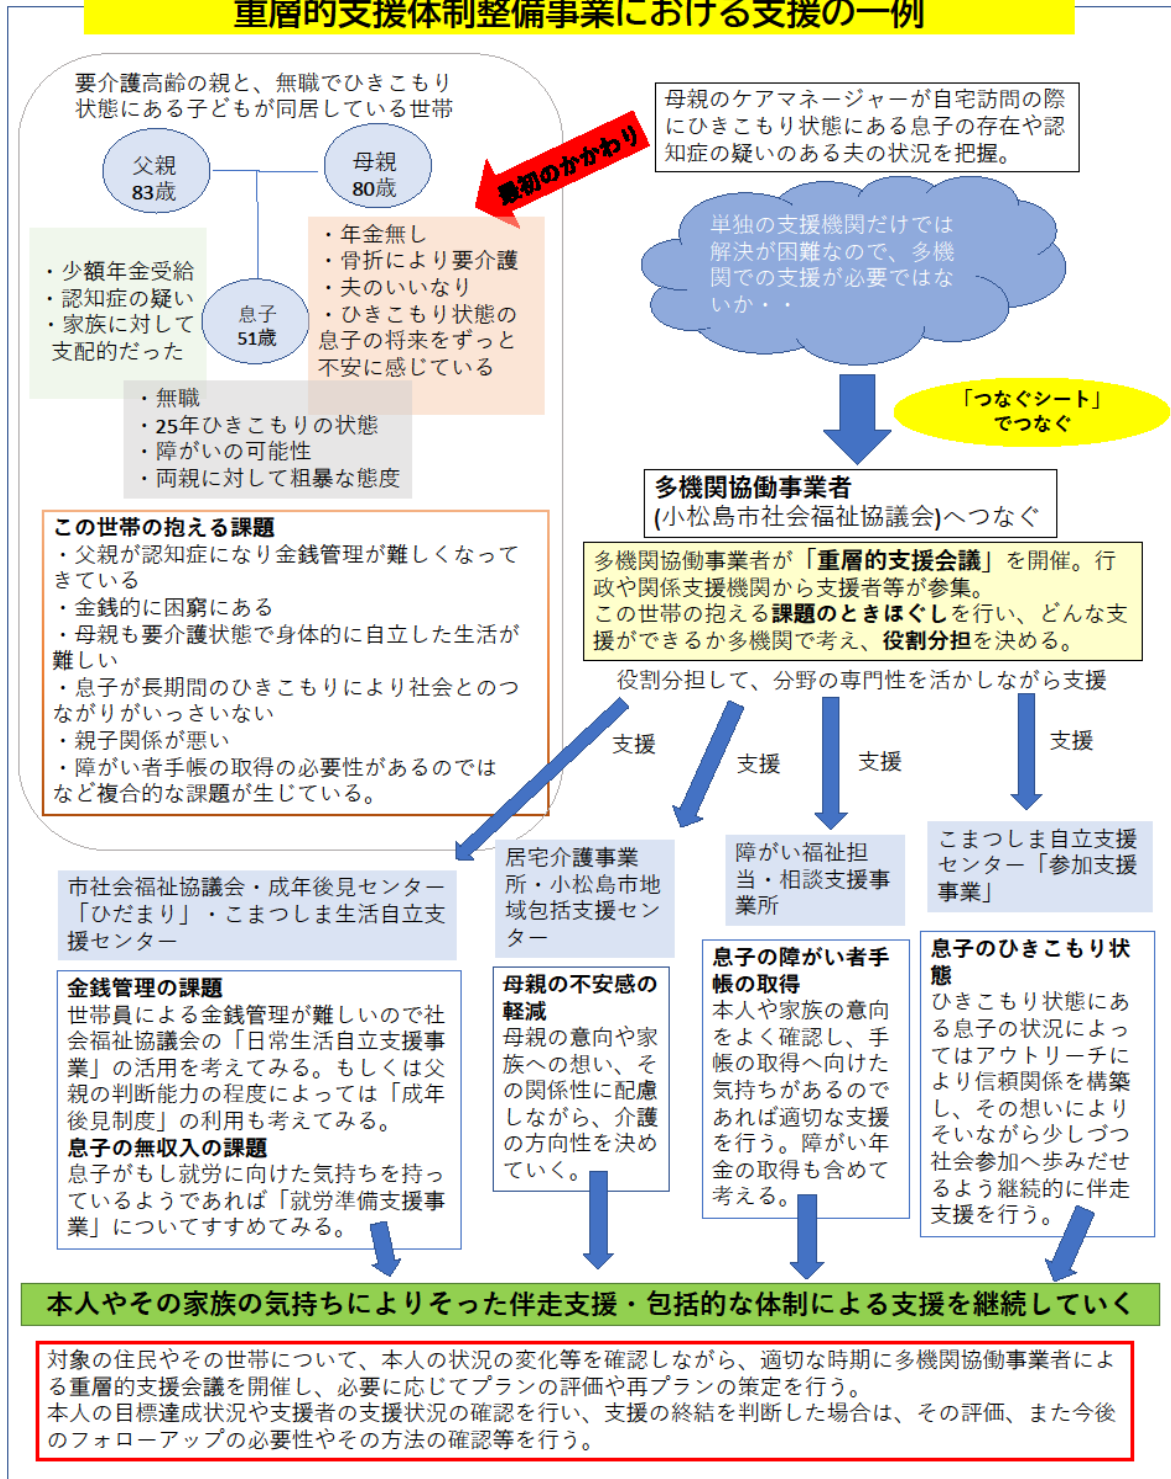 重層的支援体制整備事業における支援の一例
要介護高齢の親と、無職でひきこもり
状態にある子どもが同居している世帯
父親
83歳
母親
80歳
息子
51歳
・少額年金受給
・認知症の疑い
・家族に対して
支配的だった
・年金無し
・骨折により要介護
・夫のいいなり
・ひきこもり状態の
息子の将来をずっと
不安に感じている
・無職
・25年ひきこもりの状態
・障がいの可能性
・両親に対して粗暴な態度
この世帯の抱える課題
・父親が認知症になり金銭管理が難しくなって
きている
・金銭的に困窮にある
・母親も要介護状態で身体的に自立した生活が
難しい
・息子が長期間のひきこもりにより社会とのつ
ながりがいっさいない
・親子関係が悪い
・障がい者手帳の取得の必要性があるのでは
など複合的な課題が生じている。
最初のかかわり
母親のケアマネージャーが自宅訪問の際
にひきこもり状態にある息子の存在や認
知症の疑いのある夫の状況を把握。
単独の支援機関だけでは
解決が困難なので、多機
関での支援が必要ではな
いか・・
「つなぐシート」
でつなぐ
多機関協働事業者
(小松島市社会福祉協議会)へつなぐ
多機関協働事業者が「重層的支援会議」を開催。行
政や関係支援機関から支援者等が参集。
この世帯の抱える課題のときほぐしを行い、どんな支
援ができるか多機関で考え、役割分担を決める。
役割分担して、分野の専門性を活かしながら支援
支援
支援
支援
支援
市社会福祉協議会・成年後見センター
「ひだまり」・こまつしま生活自立支
援センター
金銭管理の課題
世帯員による金銭管理が難しいので社
会福祉協議会の「日常生活自立支援事
業」の活用を考えてみる。もしくは父
親の判断能力の程度によっては「成年
後見制度」の利用も考えてみる。
息子の無収入の課題
息子がもし就労に向けた気持ちを持っ
ているようであれば「就労準備支援事
業」についてすすめてみる。
居宅介護事業
所・小松島市地
域包括支援セン
ター
母親の不安感の
軽減
母親の意向や家
族への想い、そ
の関係性に配慮
しながら、介護
の方向性を決め
ていく。
障がい福祉担
当・相談支援事
業所
息子の障がい者手
帳の取得
本人や家族の意向
をよく確認し、手
帳の取得へ向けた
気持ちがあるので
あれば適切な支援
を行う。障がい年
金の取得も含めて
考える。
こまつしま自立支援
センター「参加支援
事業」
息子のひきこもり状
態
ひきこもり状態にあ
る息子の状況によっ
てはアウトリーチに
より信頼関係を構築
し、その想いにより
そいながら少しづつ
社会参加へ歩みだせ
るよう継続的に伴走
支援を行う。
本人やその家族の気持ちによりそった伴走支援・包括的な体制による支援を継続していく
対象の住民やその世帯について、本人の状況の変化等を確認しながら、適切な時期に多機関協働事業者によ
る重層的支援会議を開催し、必要に応じてプランの評価や再プランの策定を行う。
本人の目標達成状況や支援者の支援状況の確認を行い、支援の終結を判断した場合は、その評価、また今後
のフォローアップの必要性やその方法の確認等を行う。